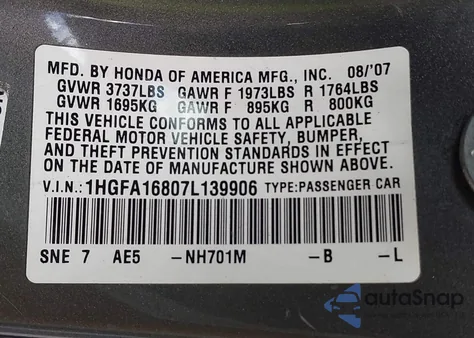 MFD. BY HONDA OF AMERICA MFG., INC. 08/'07
GVWR 3737LBS GAWR F 1973LBS R 1764LBS
GVWR 1695KG GAWR F 895KG R 800KG
THIS VEHICLE CONFORMS TO ALL APPLICABLE
FEDERAL MOTOR VEHICLE SAFETY, BUMPER,
AND THEFT PREVENTION STANDARDS IN EFFECT
ON THE DATE OF MANUFACTURE SHOWN ABOVE.
V.I.N.: 1HGFA16807L139906 TYPE:PASSENGER CAR
SNE 7 AE5 -NH701M -B -L
autoSnap